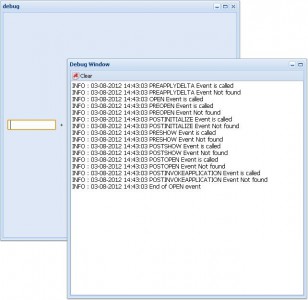 debug
Debug Window
Clear
INFO : 03-08-2012 14:43:03 PREAPPLYDELTA Event is called
INFO : 03-08-2012 14:43:03 PREAPPLYDELTA Event Not found
INFO : 03-08-2012 14:43:03 OPEN Event is called
INFO : 03-08-2012 14:43:03 PREOPEN Event is called
INFO : 03-08-2012 14:43:03 PREOPEN Event Not found
INFO : 03-08-2012 14:43:03 POSTINITIALIZE Event is called
INFO : 03-08-2012 14:43:03 POSTINITIALIZE Event Not found
INFO : 03-08-2012 14:43:03 PRESHOW Event is called
INFO : 03-08-2012 14:43:03 PRESHOW Event Not found
INFO : 03-08-2012 14:43:03 POSTSHOW Event is called
INFO : 03-08-2012 14:43:03 POSTSHOW Event Not found
INFO : 03-08-2012 14:43:03 POSTOPEN Event is called
INFO : 03-08-2012 14:43:03 POSTOPEN Event Not found
INFO : 03-08-2012 14:43:03 POSTINVOKEAPPLICATION Event is called
INFO : 03-08-2012 14:43:03 POSTINVOKEAPPLICATION Event Not found
INFO : 03-08-2012 14:43:03 End of OPEN event